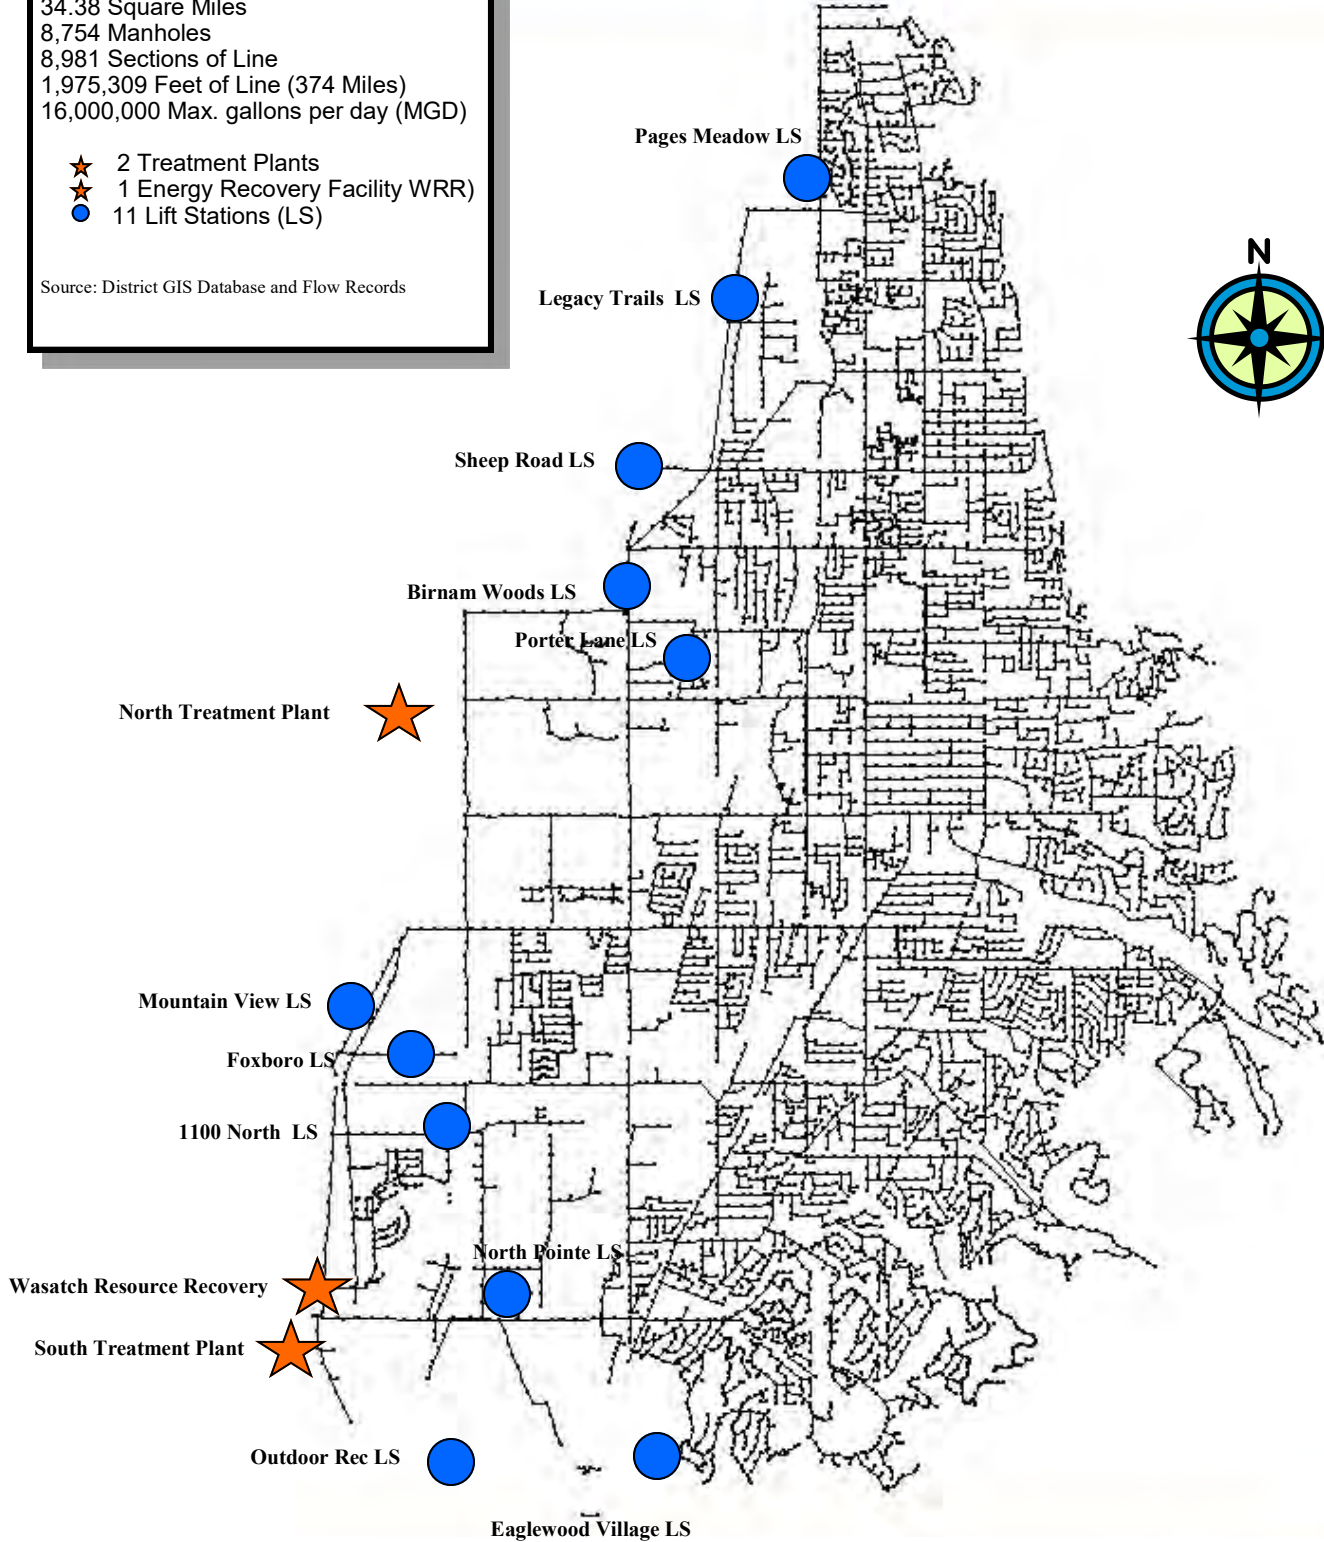 34.38 Square Miles
8,754 Manholes
8,981 Sections of Line
1,975,309 Feet of Line (374 Miles)
16,000,000 Max. gallons per day (MGD)
2 Treatment Plants
1 Energy Recovery Facility WRR)
11 Lift Stations (LS)
Source: District GIS Database and Flow Records
N
Pages Meadow LS
Legacy Trails LS
Sheep Road LS
Birnam Woods LS
Porter Lane LS
North Treatment Plant
Mountain View LS
Foxboro LS
1100 North LS
North Pointe LS
Wasatch Resource Recovery
South Treatment Plant
Outdoor Rec LS
Eaglewood Village LS